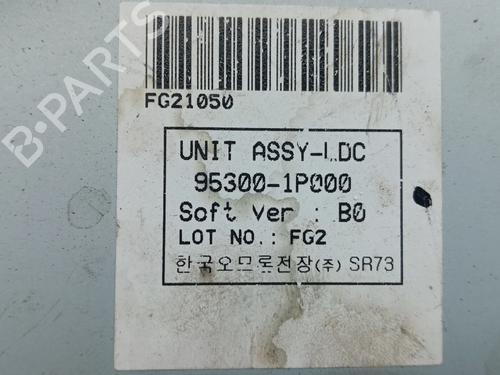 FG21050
UNIT ASSY-LDC
95300-1P000
Soft ver : B0
LOT NO.: FG2
한국오므론전장(주) SR73
B-PARTS